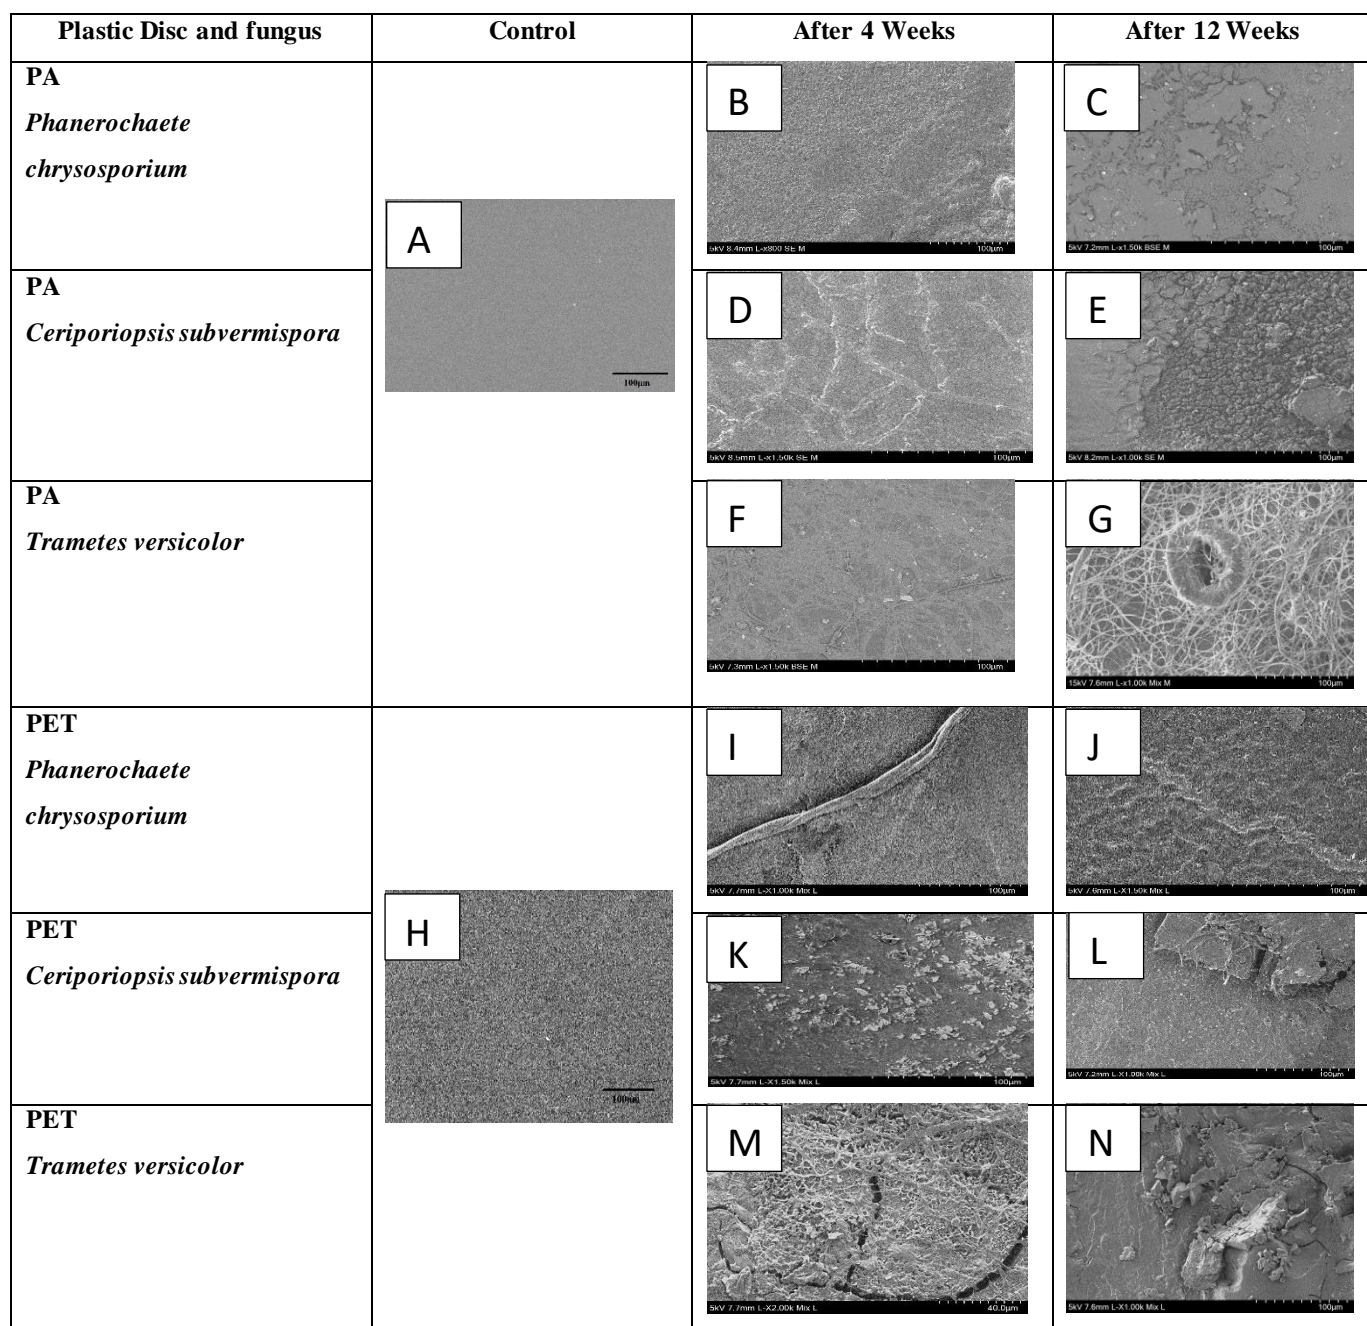 Plastic Disc and fungus Control After 4 Weeks After 12 Weeks
PA
Phanerochaete
chrysosporium
B
5kV 8.4mm L-x800 SE M 100µm
C
5kV 7.2mm L-x1.50k BSE M 100µm
A
100µm
PA
Ceriporiopsis subvermispora
D
5kV 8.5mm L-x1.50k SE M 100µm
E
5kV 8.2mm L-x1.00k SE M 100µm
PA
Trametes versicolor
F
5kV 7.3mm L-x1.50k BSE M 100µm
G
15kV 7.6mm L-x1.00k Mix M 100µm
PET
Phanerochaete
chrysosporium
I
5kV 7.7mm L-X1.00k Mix L 100µm
J
5kV 7.6mm L-X1.50k Mix L 100µm
H
100µm
PET
Ceriporiopsis subvermispora
K
5kV 7.7mm L-X1.50k Mix L 100µm
L
5kV 7.2mm L-X1.00k Mix L 100µm
PET
Trametes versicolor
M
5kV 7.7mm L-X2.00k Mix L 40.0µm
N
5kV 7.6mm L-X1.00k Mix L 100µm